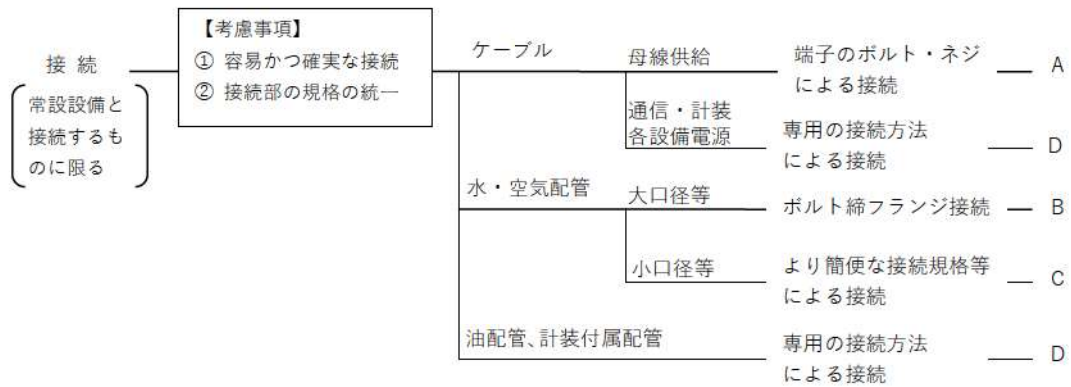 接 続
常設設備と
接続するも
のに限る
【考慮事項】
① 容易かつ確実な接続
② 接続部の規格の統一
ケーブル
母線供給
端子のボルト・ネジ
による接続
A
通信・計装
各設備電源
専用の接続方法
による接続
D
水・空気配管
大口径等
ボルト締フランジ接続
B
小口径等
より簡便な接続規格等
による接続
C
油配管、計装付属配管
専用の接続方法
による接続
D